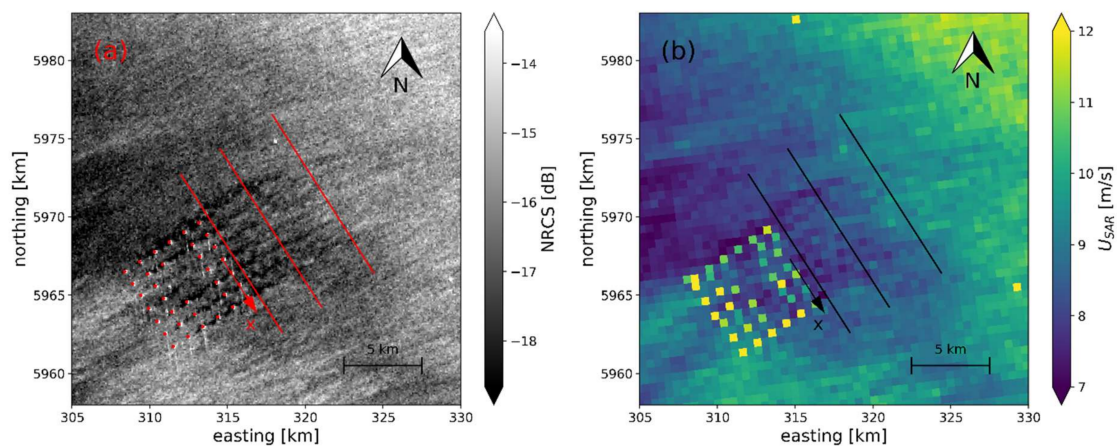 (a)
N
x
5 km
5980
5975
5970
5965
5960
northing [km]
305
310
315
320
325
330
easting [km]
−14
−15
−16
−17
−18
NRCS [dB]
(b)
N
x
5 km
5980
5975
5970
5965
5960
northing [km]
305
310
315
320
325
330
easting [km]
12
11
10
9
8
7
U_SAR [m/s]